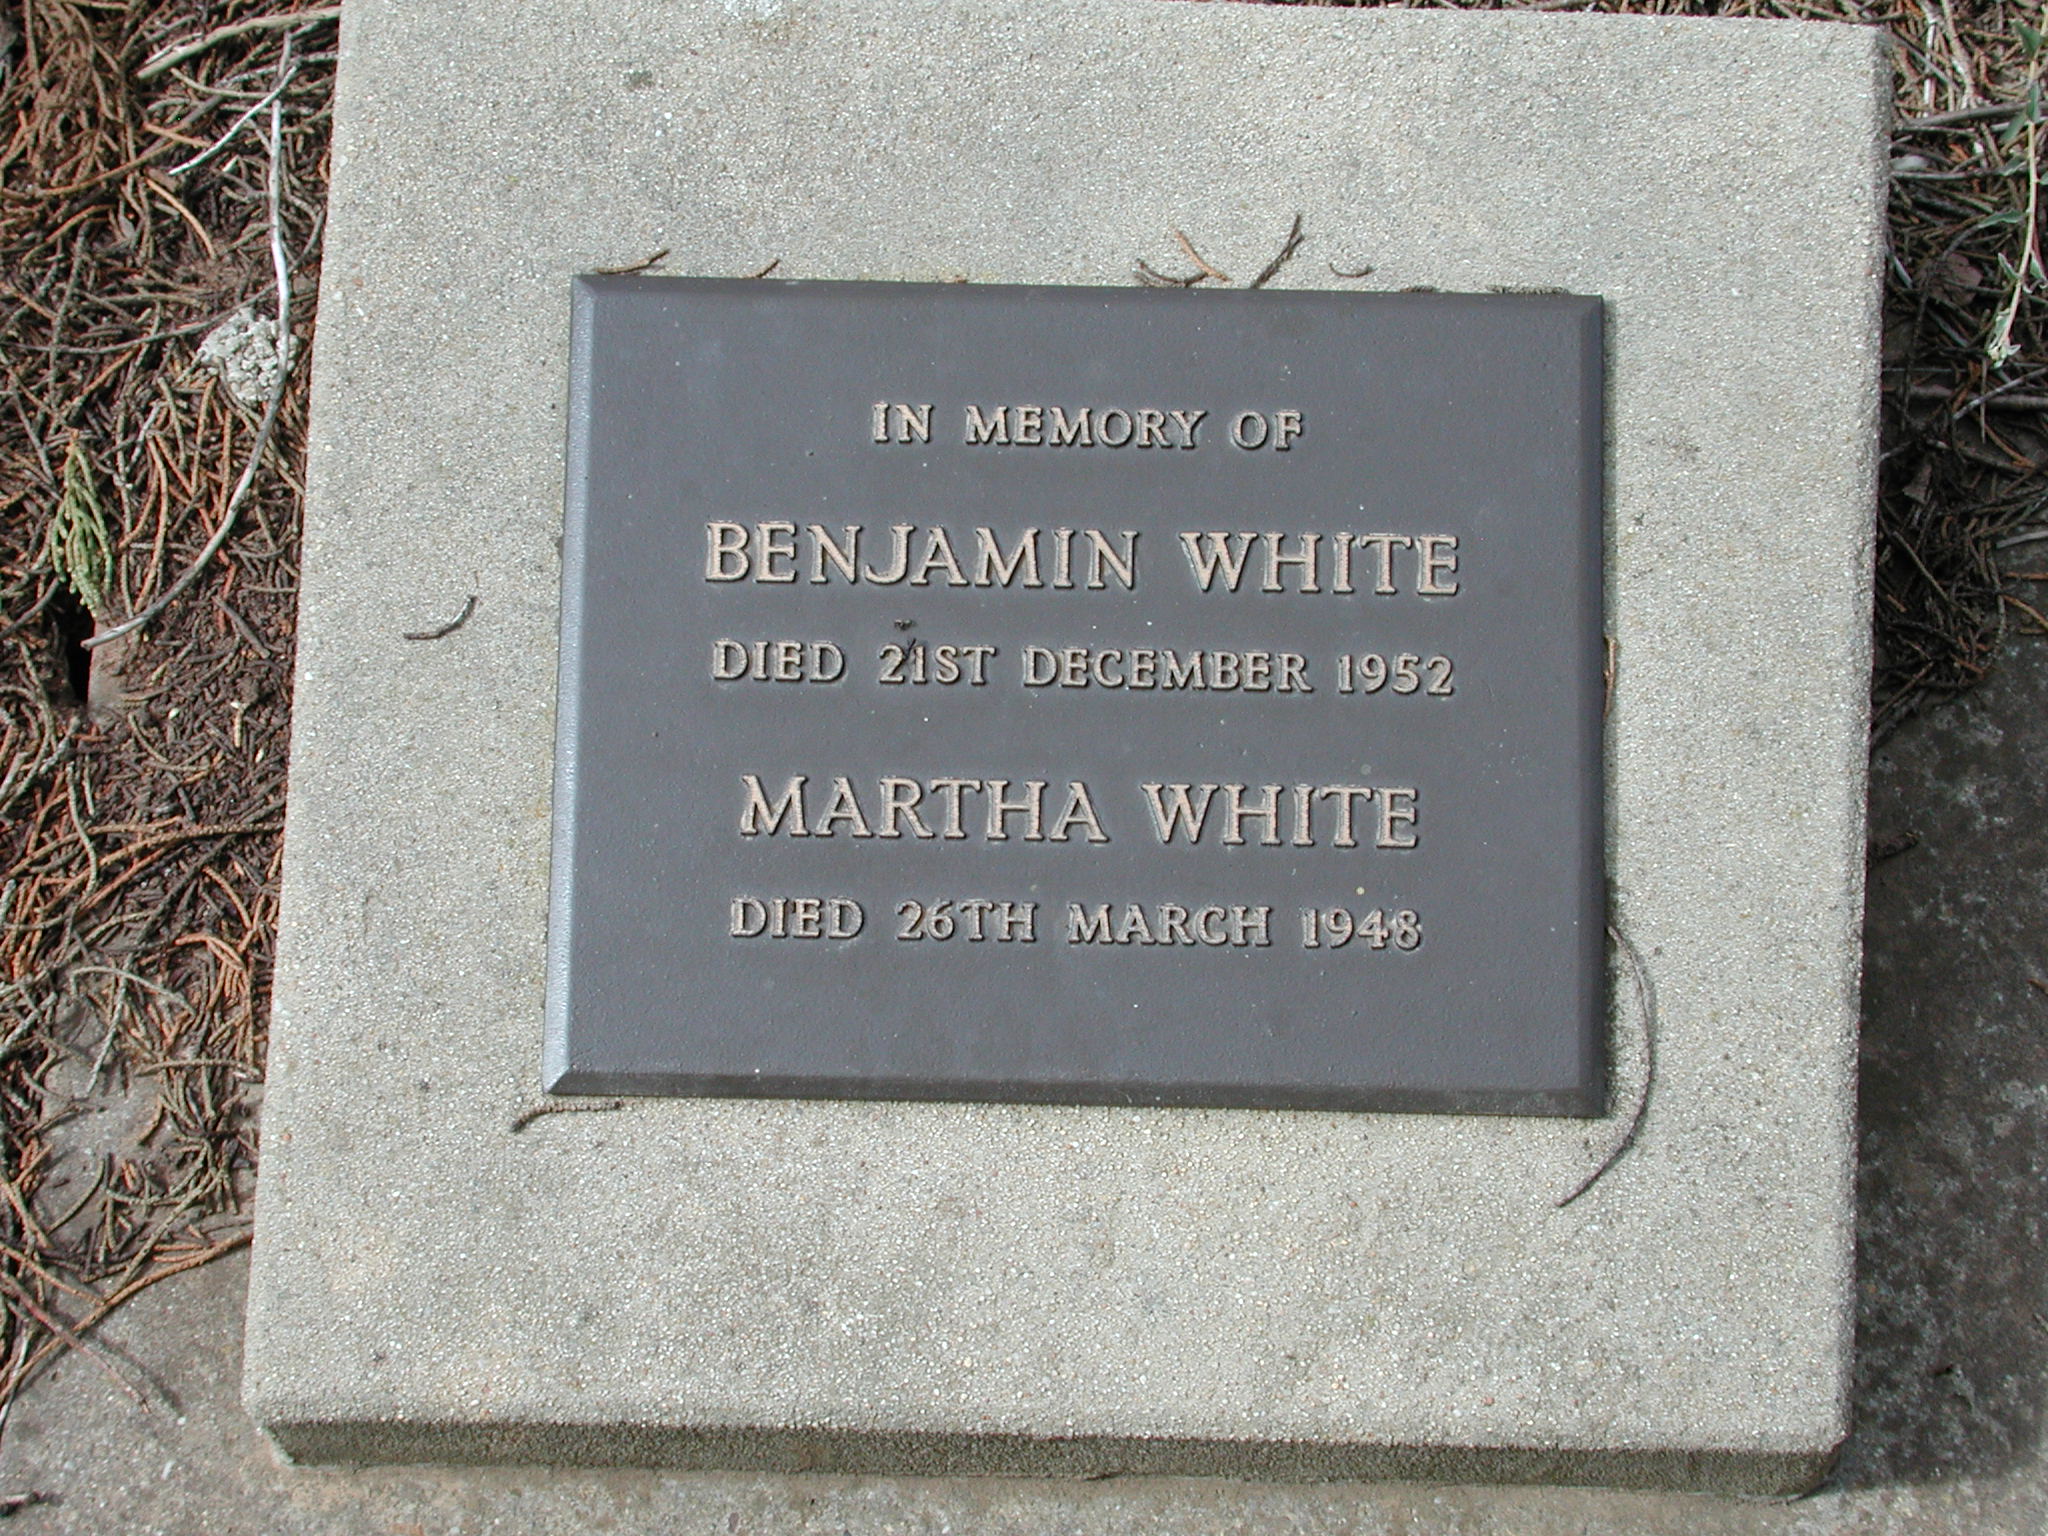 IN MEMORY OF
BENJAMIN WHITE
DIED 21ST DECEMBER 1952
MARTHA WHITE
DIED 26TH MARCH 1948